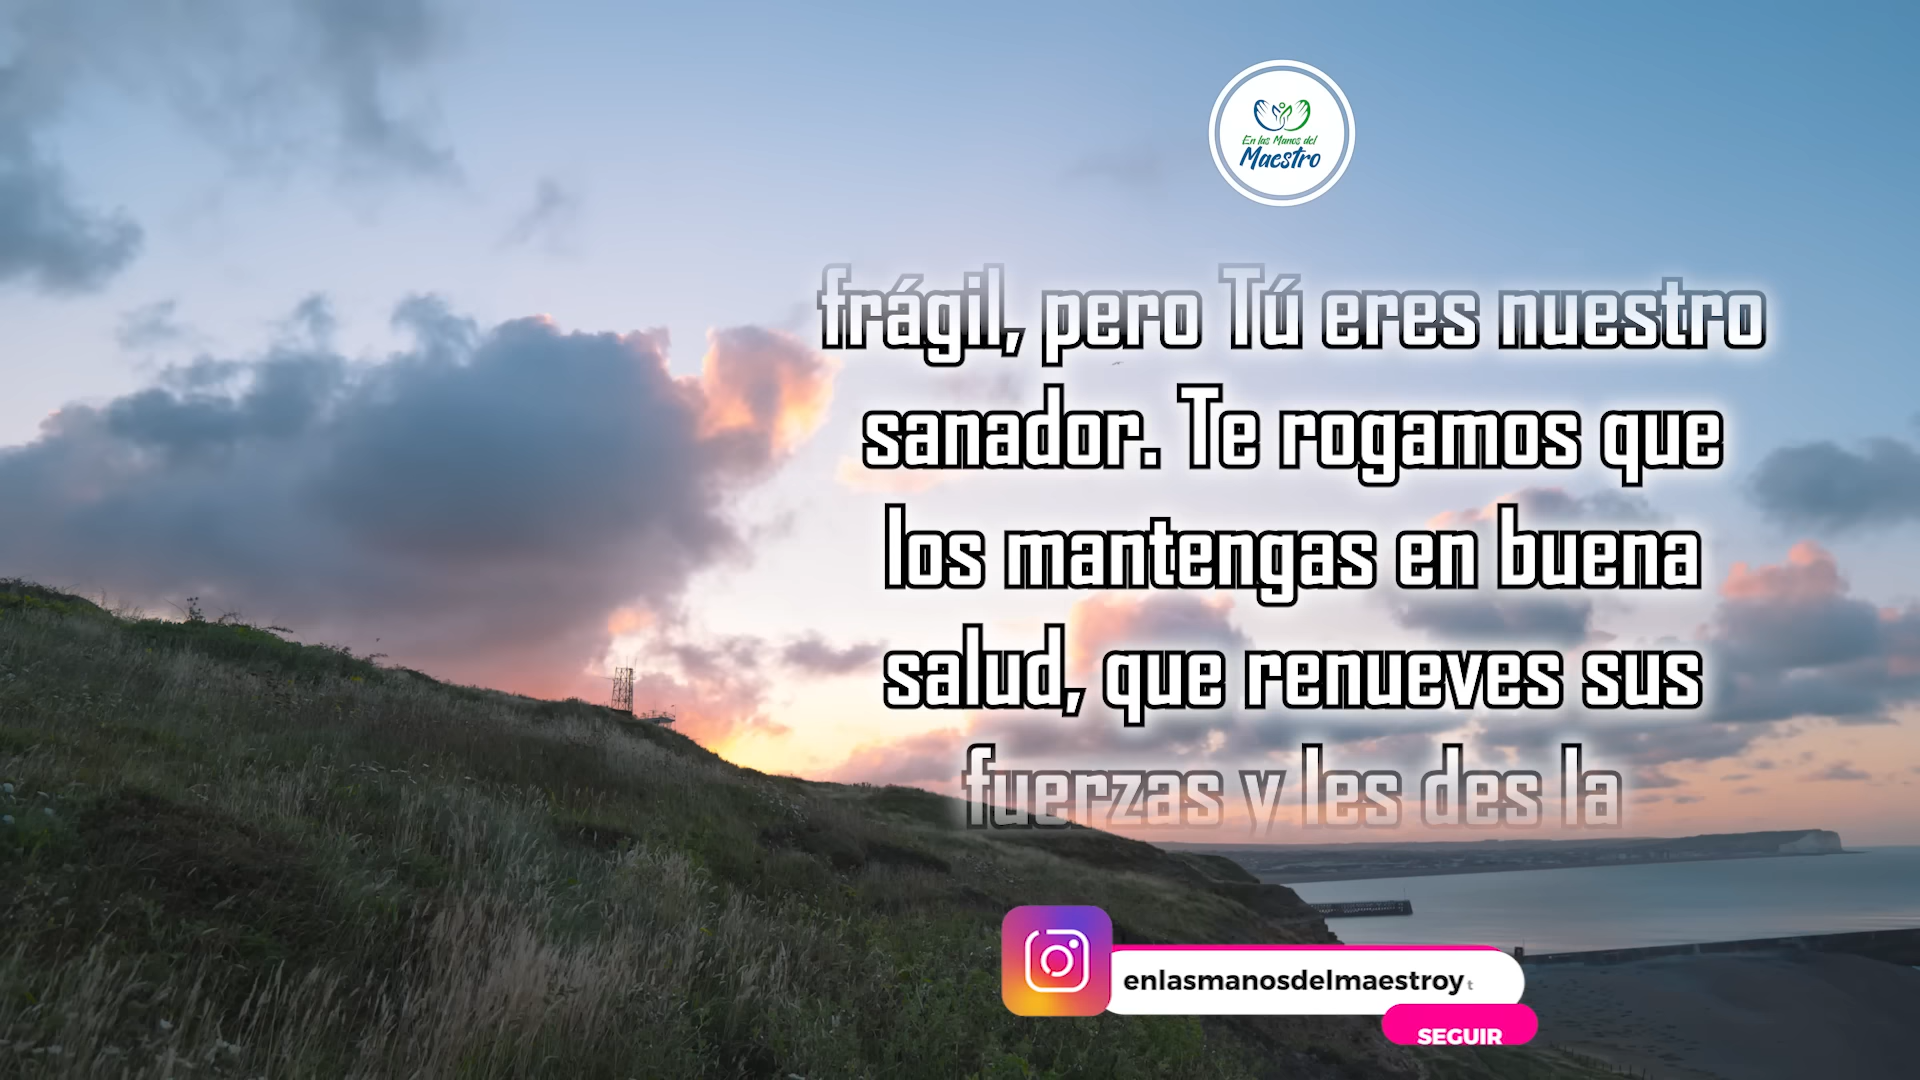 En las Manos del
Maestro
frágil, pero Tú eres nuestro
sanador. Te rogamos que
los mantengas en buena
salud, que renueves sus
fuerzas y les des la
enlasmanosdelmaestroyt
SEGUIR